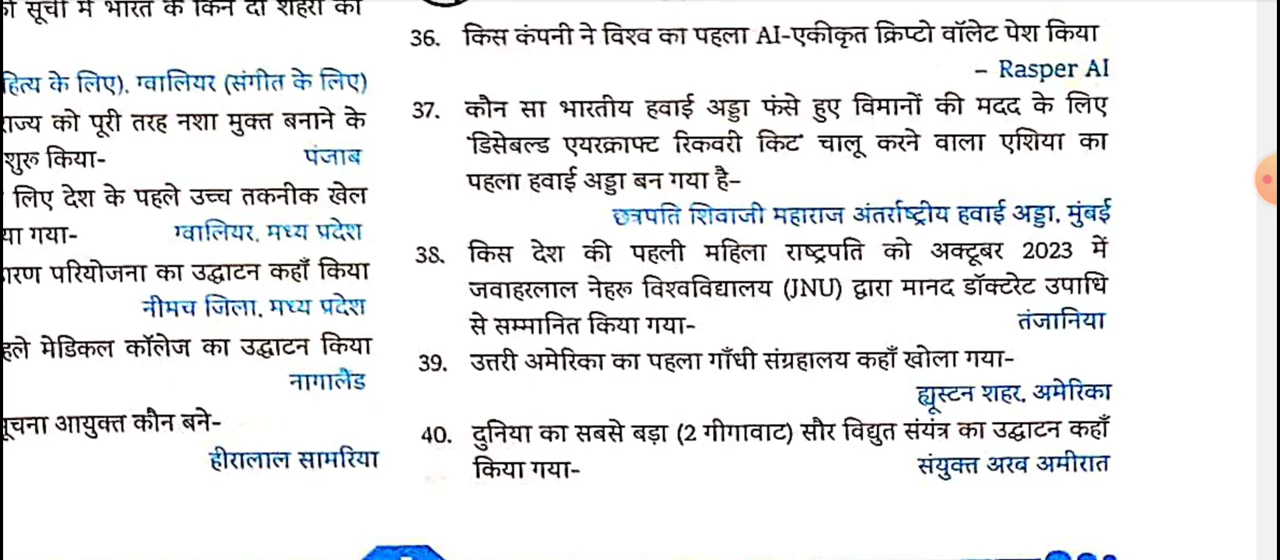 सूची में भारत के किन दो शहरों को
हित्य के लिए), ग्वालियर (संगीत के लिए)
राज्य को पूरी तरह नशा मुक्त बनाने के
शुरू किया-
पंजाब
लिए देश के पहले उच्च तकनीक खेल
या गया-
ग्वालियर, मध्य प्रदेश
ारण परियोजना का उद्घाटन कहाँ किया
नीमच जिला, मध्य प्रदेश
हले मेडिकल कॉलेज का उद्घाटन किया
नागालैंड
ूचना आयुक्त कौन बने-
हीरालाल सामरिया
36. किस कंपनी ने विश्व का पहला AI-एकीकृत क्रिप्टो वॉलेट पेश किया
– Rasper AI
37. कौन सा भारतीय हवाई अड्डा फंसे हुए विमानों की मदद के लिए
'डिसेबल्ड एयरक्राफ्ट रिकवरी किट' चालू करने वाला एशिया का
पहला हवाई अड्डा बन गया है–
छत्रपति शिवाजी महाराज अंतर्राष्ट्रीय हवाई अड्डा, मुंबई
38. किस देश की पहली महिला राष्ट्रपति को अक्टूबर 2023 में
जवाहरलाल नेहरू विश्वविद्यालय (JNU) द्वारा मानद डॉक्टरेट उपाधि
से सम्मानित किया गया-
तंजानिया
39. उत्तरी अमेरिका का पहला गाँधी संग्रहालय कहाँ खोला गया-
ह्यूस्टन शहर, अमेरिका
40. दुनिया का सबसे बड़ा (2 गीगावाट) सौर विद्युत संयंत्र का उद्घाटन कहाँ
किया गया-
संयुक्त अरब अमीरात